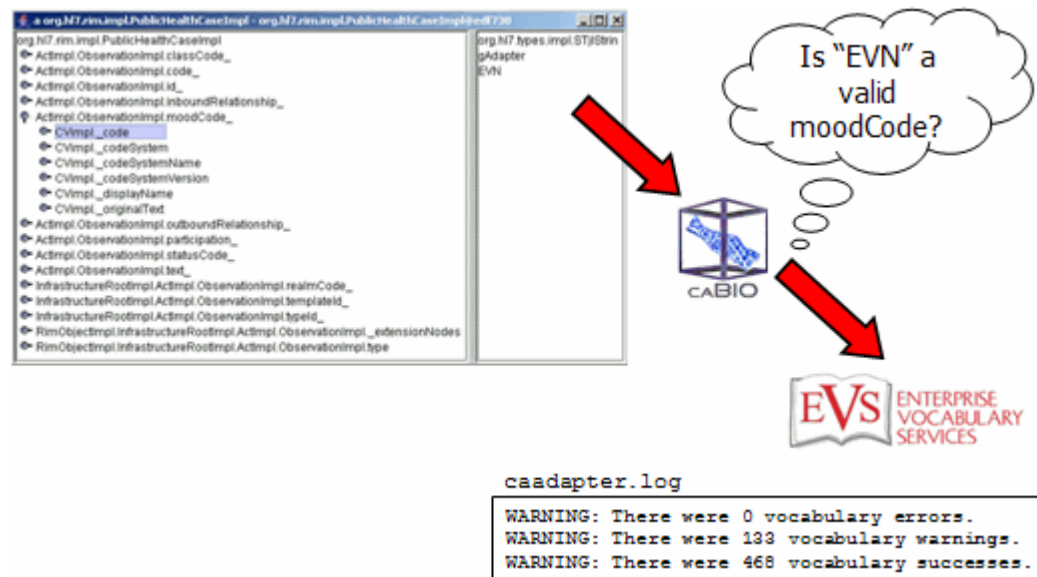 a org.hl7.rim.impl.PublicHealthCaseImpl - org.hl7.rim.impl.PublicHealthCaseImpl@edf730
org.hl7.rim.impl.PublicHealthCaseImpl
ActImpl.ObservationImpl.classCode_
ActImpl.ObservationImpl.code_
ActImpl.ObservationImpl.id_
ActImpl.ObservationImpl.inboundRelationship_
ActImpl.ObservationImpl.moodCode_
CVimpl._code
CVimpl._codeSystem
CVimpl._codeSystemName
CVimpl._codeSystemVersion
CVimpl._displayName
CVimpl._originalText
ActImpl.ObservationImpl.outboundRelationship_
ActImpl.ObservationImpl.participation_
ActImpl.ObservationImpl.statusCode_
ActImpl.ObservationImpl.text_
InfrastructureRootImpl.ActImpl.ObservationImpl.realmCode_
InfrastructureRootImpl.ActImpl.ObservationImpl.templateId_
InfrastructureRootImpl.ActImpl.ObservationImpl.typeId_
RimObjectImpl.InfrastructureRootImpl.ActImpl.ObservationImpl._extensionNodes
RimObjectImpl.InfrastructureRootImpl.ActImpl.ObservationImpl.type
org.hl7.types.impl.STjlStrin
gAdapter
EVN
Is “EVN” a
valid
moodCode?
caBIO
EVS ENTERPRISE
VOCABULARY
SERVICES
caadapter.log
WARNING: There were 0 vocabulary errors.
WARNING: There were 133 vocabulary warnings.
WARNING: There were 468 vocabulary successes.